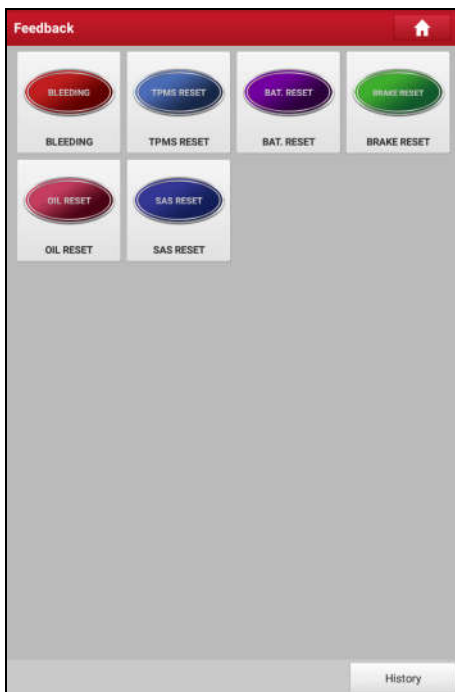 Feedback
BLEEDING TPMS RESET BAT. RESET BRAKE RESET
BLEEDING TPMS RESET BAT. RESET BRAKE RESET
OIL RESET SAS RESET
OIL RESET SAS RESET
History